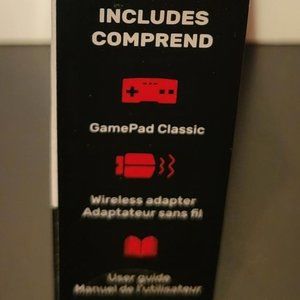 INCLUDES
COMPREND
GamePad Classic
Wireless adapter
Adaptateur sans fil
User guide
Manuel de l'utilisateur